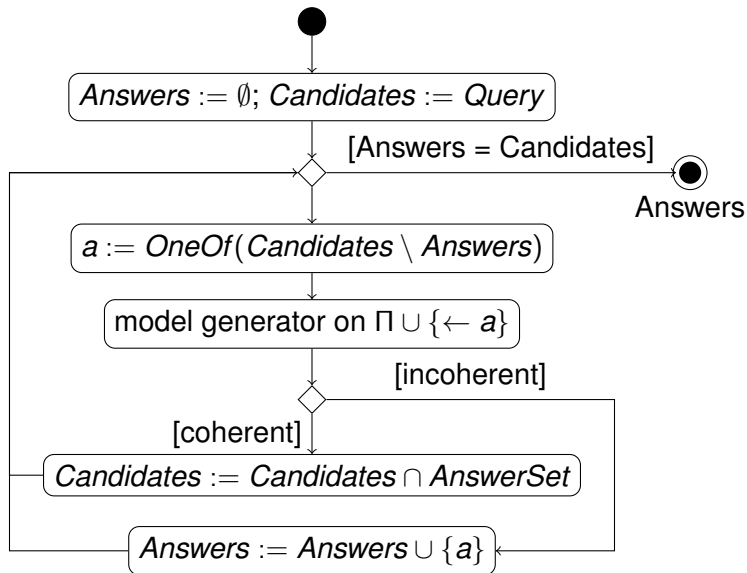 Answers := ∅; Candidates := Query
[Answers = Candidates]
Answers
a := OneOf(Candidates \ Answers)
model generator on Π ∪ {← a}
[incoherent]
[coherent]
Candidates := Candidates ∩ AnswerSet
Answers := Answers ∪ {a}